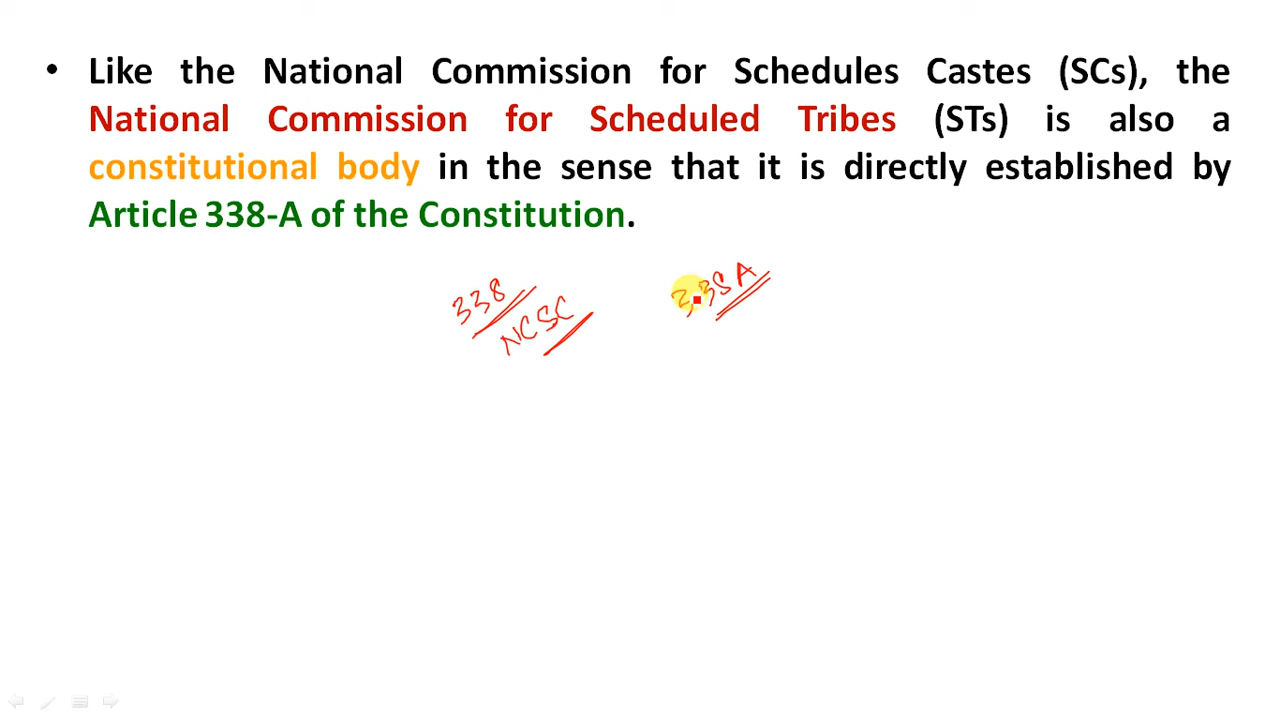 • Like the National Commission for Schedules Castes (SCs), the
National Commission for Scheduled Tribes (STs) is also a
constitutional body in the sense that it is directly established by
Article 338-A of the Constitution.
338
NCSC
338 A